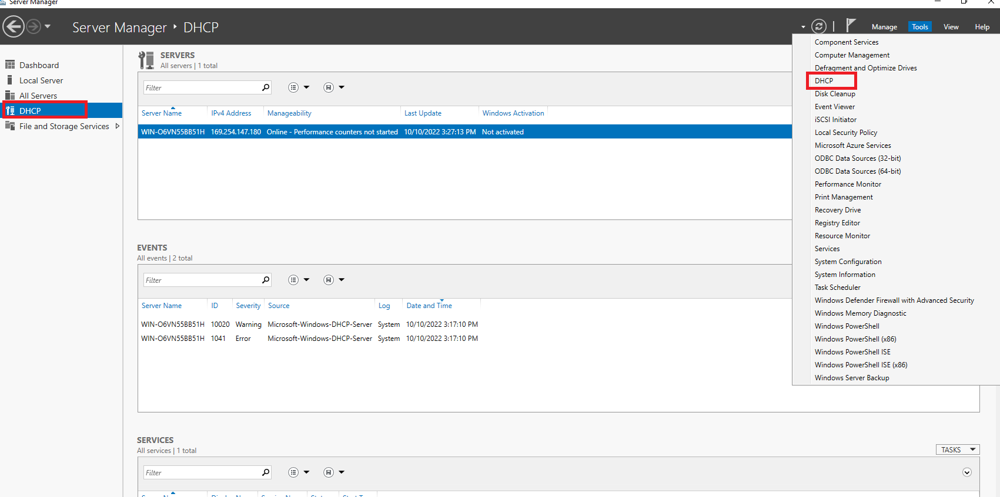 Server Manager
Server Manager ‣ DHCP
Manage Tools View Help
Dashboard
Local Server
All Servers
DHCP
File and Storage Services
SERVERS
All servers | 1 total
Filter
Server Name IPv4 Address Manageability Last Update Windows Activation
WIN-O6VN55BB51H 169.254.147.180 Online - Performance counters not started 10/10/2022 3:27:13 PM Not activated
EVENTS
All events | 2 total
Filter
Server Name ID Severity Source Log Date and Time
WIN-O6VN55BB51H 10020 Warning Microsoft-Windows-DHCP-Server System 10/10/2022 3:17:10 PM
WIN-O6VN55BB51H 1041 Error Microsoft-Windows-DHCP-Server System 10/10/2022 3:17:10 PM
SERVICES
All services | 1 total
TASKS
Filter
Component Services
Computer Management
Defragment and Optimize Drives
DHCP
Disk Cleanup
Event Viewer
iSCSI Initiator
Local Security Policy
Microsoft Azure Services
ODBC Data Sources (32-bit)
ODBC Data Sources (64-bit)
Performance Monitor
Print Management
Recovery Drive
Registry Editor
Resource Monitor
Services
System Configuration
System Information
Task Scheduler
Windows Defender Firewall with Advanced Security
Windows Memory Diagnostic
Windows PowerShell
Windows PowerShell (x86)
Windows PowerShell ISE
Windows PowerShell ISE (x86)
Windows Server Backup